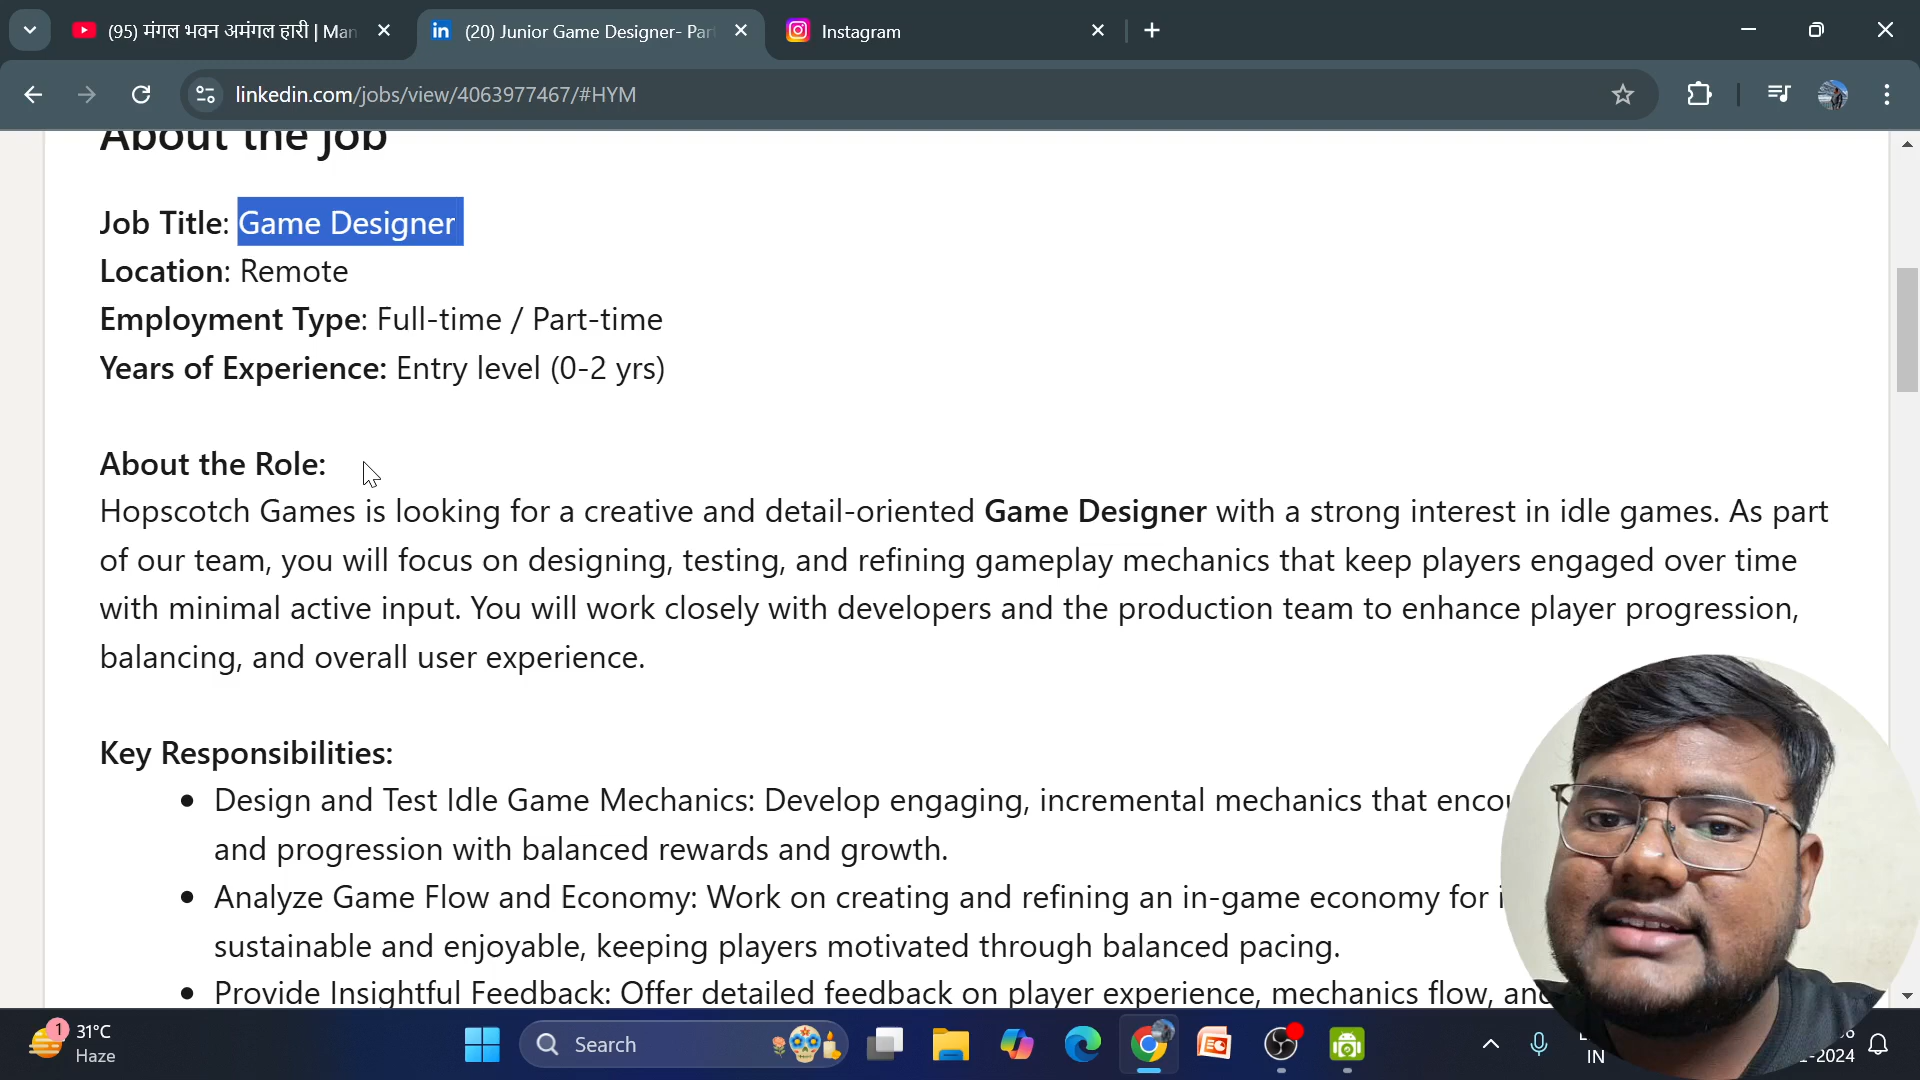 (95) मंगल भवन अमंगल हारी | Man
(20) Junior Game Designer- Part
Instagram
linkedin.com/jobs/view/4063977467/#HYM
About the job
Job Title: Game Designer
Location: Remote
Employment Type: Full-time / Part-time
Years of Experience: Entry level (0-2 yrs)
About the Role:
Hopscotch Games is looking for a creative and detail-oriented Game Designer with a strong interest in idle games. As part
of our team, you will focus on designing, testing, and refining gameplay mechanics that keep players engaged over time
with minimal active input. You will work closely with developers and the production team to enhance player progression,
balancing, and overall user experience.
Key Responsibilities:
• Design and Test Idle Game Mechanics: Develop engaging, incremental mechanics that encou
and progression with balanced rewards and growth.
• Analyze Game Flow and Economy: Work on creating and refining an in-game economy for i
sustainable and enjoyable, keeping players motivated through balanced pacing.
• Provide Insightful Feedback: Offer detailed feedback on player experience, mechanics flow, and
1
31°C
Haze
Search
IN
-2024